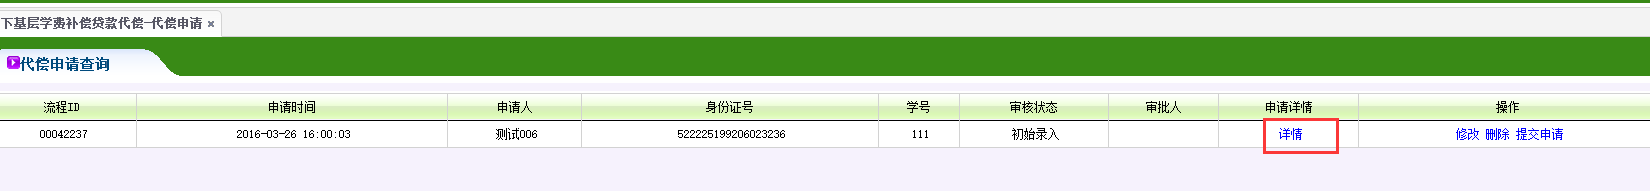 下基层学费补偿贷款代偿-代偿申请 ×
代偿申请查询
流程ID 申请时间 申请人 身份证号 学号 审核状态 审批人 申请详情 操作
00042237 2016-03-26 16:00:03 测试006 522225199206023236 111 初始录入 详情 修改 删除 提交申请